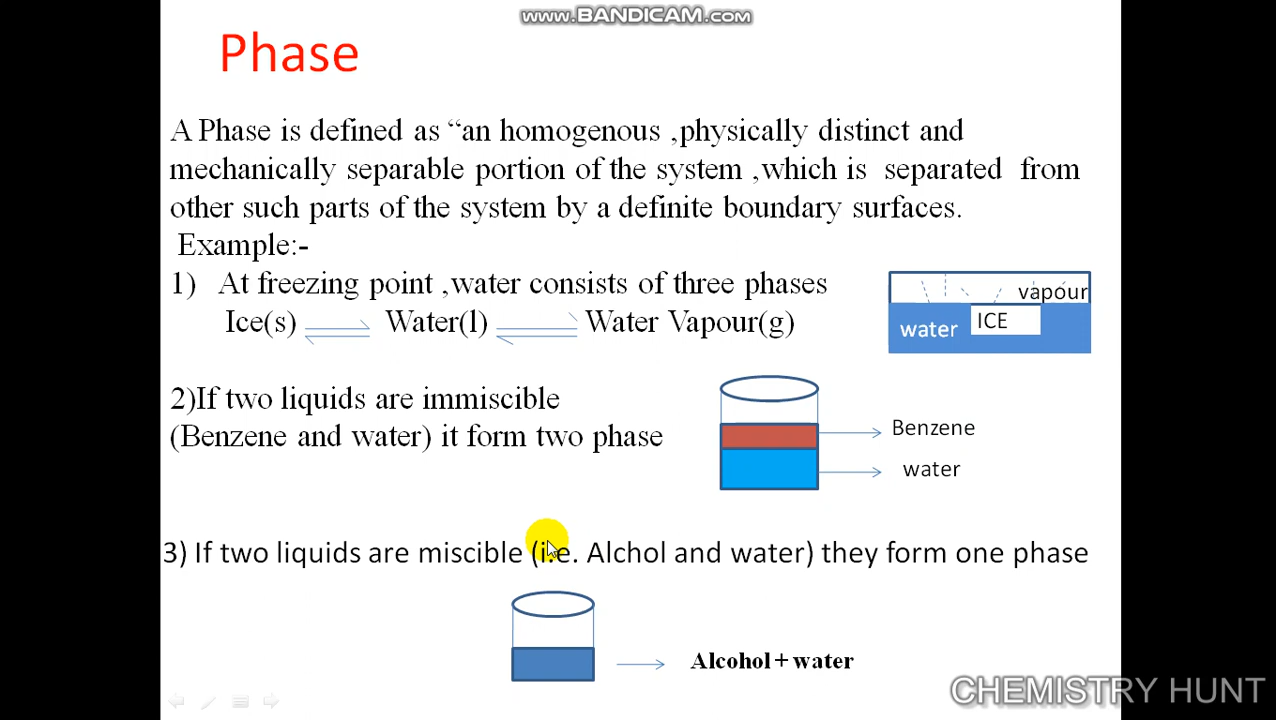 www.BANDICAM.com
Phase
A Phase is defined as “an homogenous ,physically distinct and
mechanically separable portion of the system ,which is separated from
other such parts of the system by a definite boundary surfaces.
Example:-
1) At freezing point ,water consists of three phases
Ice(s) Water(l) Water Vapour(g)
vapour
water ICE
2)If two liquids are immiscible
(Benzene and water) it form two phase
Benzene
water
3) If two liquids are miscible (i.e. Alchol and water) they form one phase
Alcohol + water
CHEMISTRY HUNT